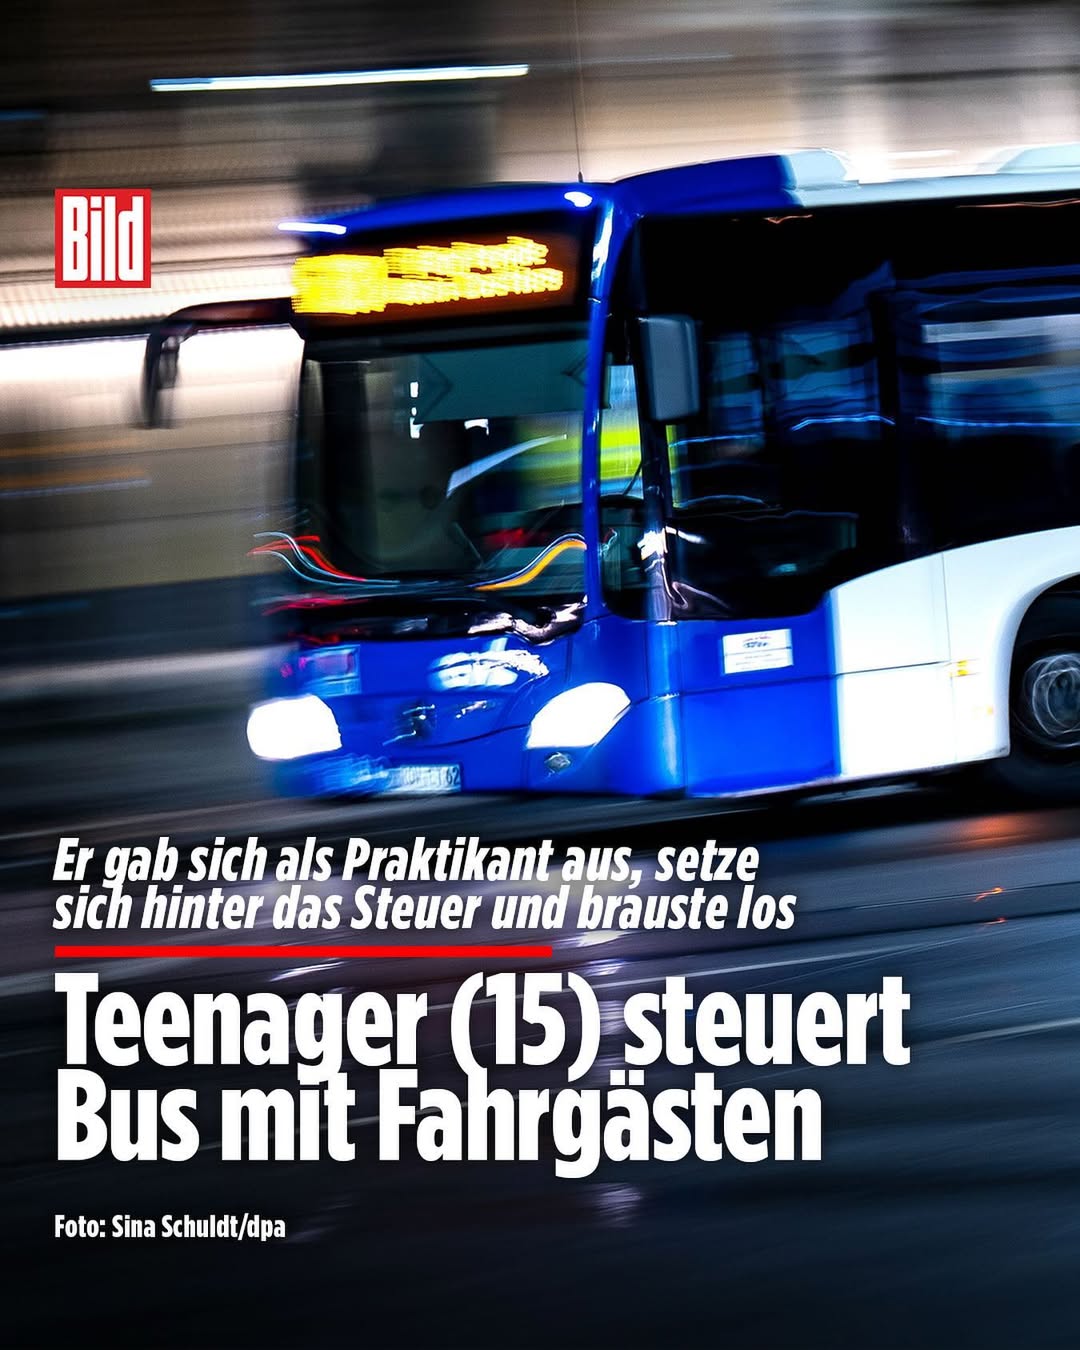 Bild
Er gab sich als Praktikant aus, setze
sich hinter das Steuer und brauste los
Teenager (15) steuert
Bus mit Fahrgästen
Foto: Sina Schuldt/dpa